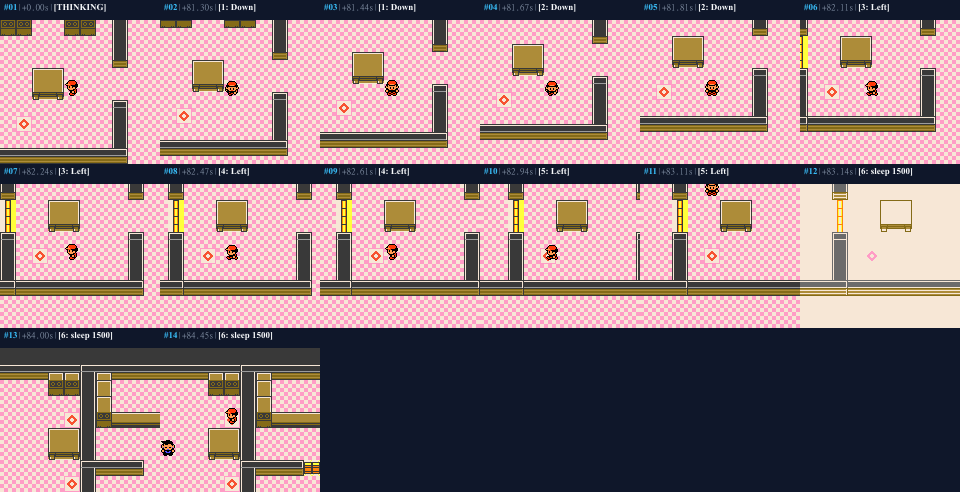 #01|+0.00s|[THINKING]
#02|+81.30s|[1: Down]
#03|+81.44s|[1: Down]
#04|+81.67s|[2: Down]
#05|+81.81s|[2: Down]
#06|+82.11s|[3: Left]
#07|+82.24s|[3: Left]
#08|+82.47s|[4: Left]
#09|+82.61s|[4: Left]
#10|+82.94s|[5: Left]
#11|+83.11s|[5: Left]
#12|+83.14s|[6: sleep 1500]
#13|+84.00s|[6: sleep 1500]
#14|+84.45s|[6: sleep 1500]